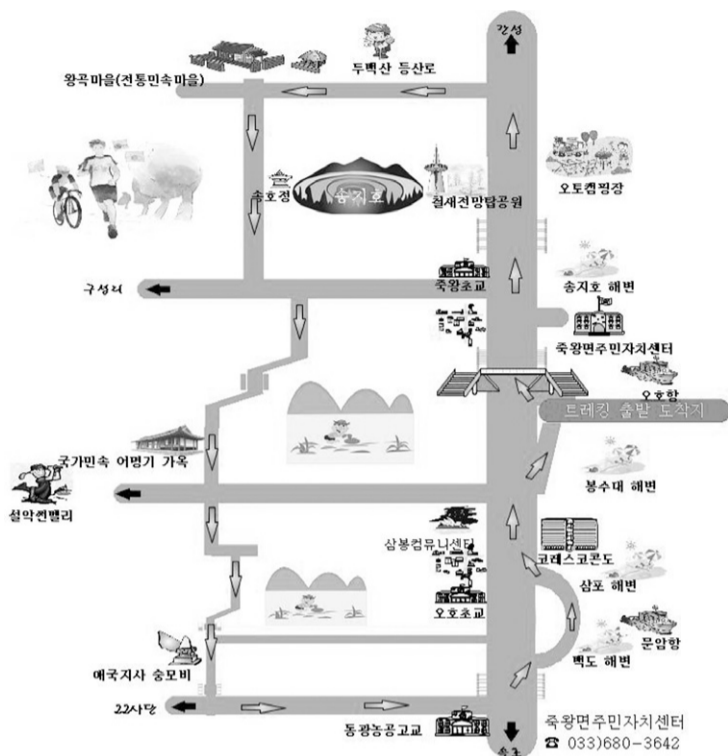 간성
두백산 등산로
왕곡마을(전통민속마을)
오토캠핑장
송호정
송지호
철새전망탑공원
구성리
죽왕초교
송지호 해변
죽왕면주민자치센터
오호항
트레킹 출발 도착지
국가민속 어명기 가옥
봉수대 해변
설악썬밸리
삼봉컴뮤니센터
코레스코콘도
삼포 해변
오호초교
문암항
백도 해변
애국지사 숭모비
22사단
동광농공고교
속초
죽왕면주민자치센터
☎ 033)680-3642